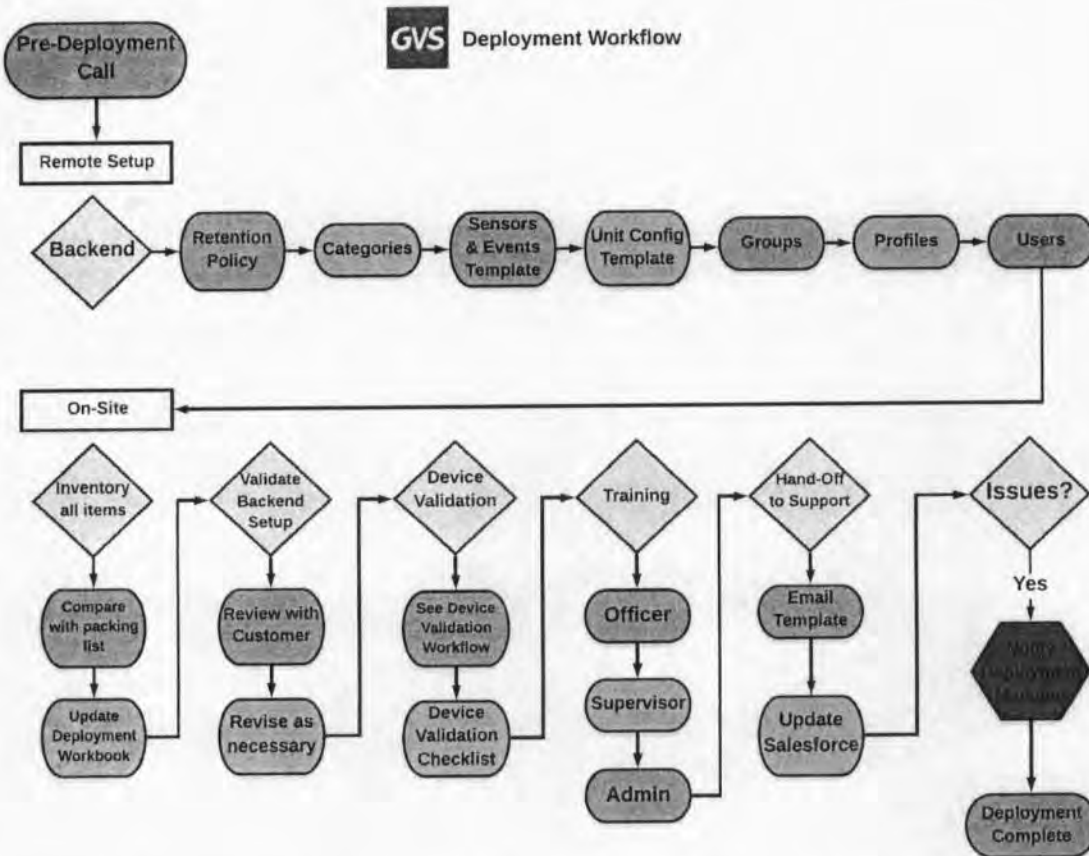 GVS Deployment Workflow
Pre-Deployment
Call
Remote Setup
Backend
Retention
Policy
Categories
Sensors
& Events
Template
Unit Config
Template
Groups
Profiles
Users
On-Site
Inventory
all items
Compare
with packing
list
Update
Deployment
Workbook
Validate
Backend
Setup
Review with
Customer
Revise as
necessary
Device
Validation
See Device
Validation
Workflow
Device
Validation
Checklist
Training
Officer
Supervisor
Admin
Hand-Off
to Support
Email
Template
Update
Salesforce
Issues?
Yes
Notify
Deployment
Manager
Deployment
Complete